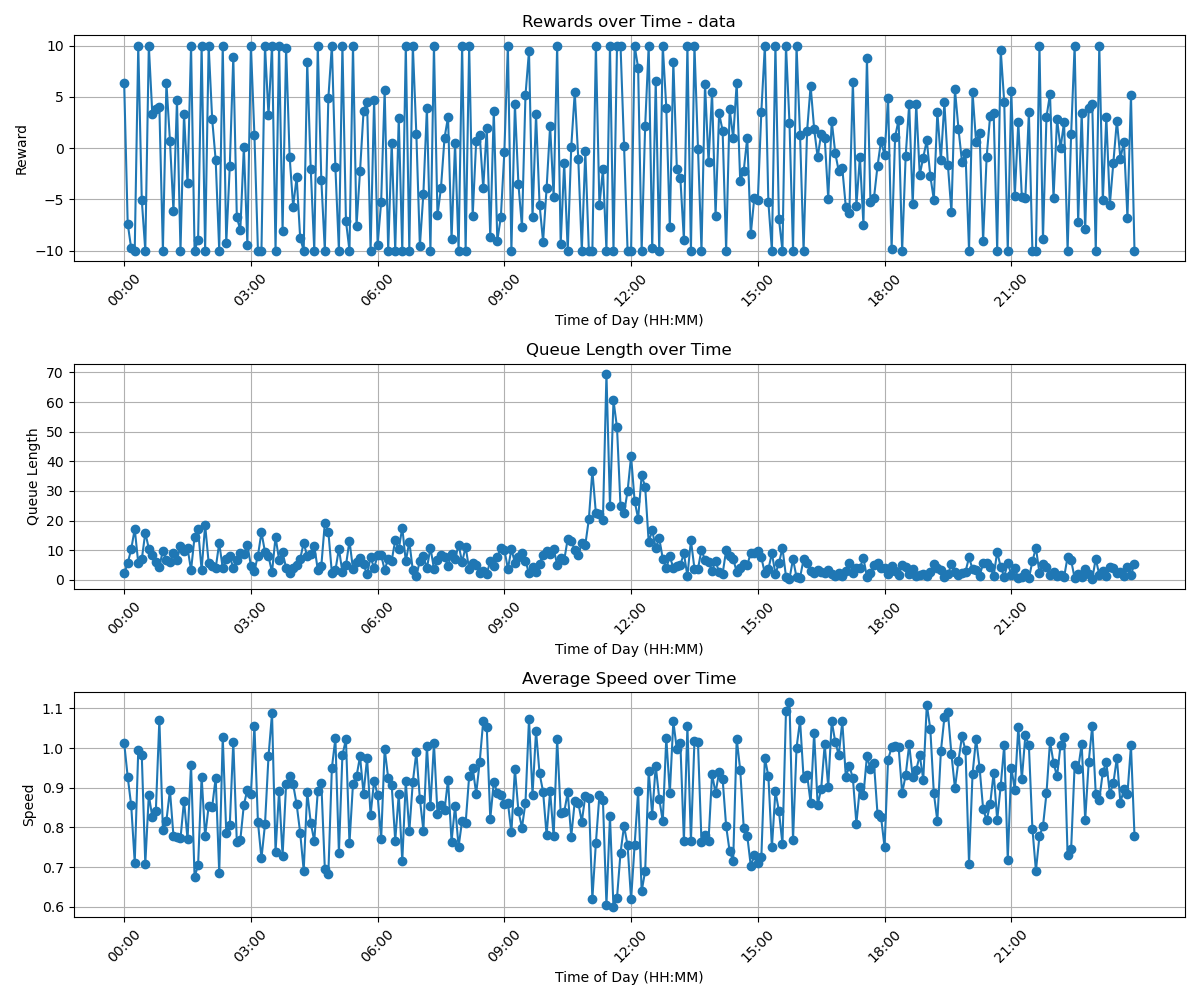 Rewards over Time - data
Reward
10
5
0
−5
−10
00:00 03:00 06:00 09:00 12:00 15:00 18:00 21:00
Time of Day (HH:MM)
Queue Length over Time
Queue Length
70
60
50
40
30
20
10
0
00:00 03:00 06:00 09:00 12:00 15:00 18:00 21:00
Time of Day (HH:MM)
Average Speed over Time
Speed
1.1
1.0
0.9
0.8
0.7
0.6
00:00 03:00 06:00 09:00 12:00 15:00 18:00 21:00
Time of Day (HH:MM)